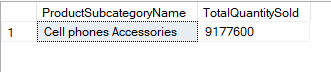 ProductSubcategoryName TotalQuantitySold
1 Cell phones Accessories 9177600